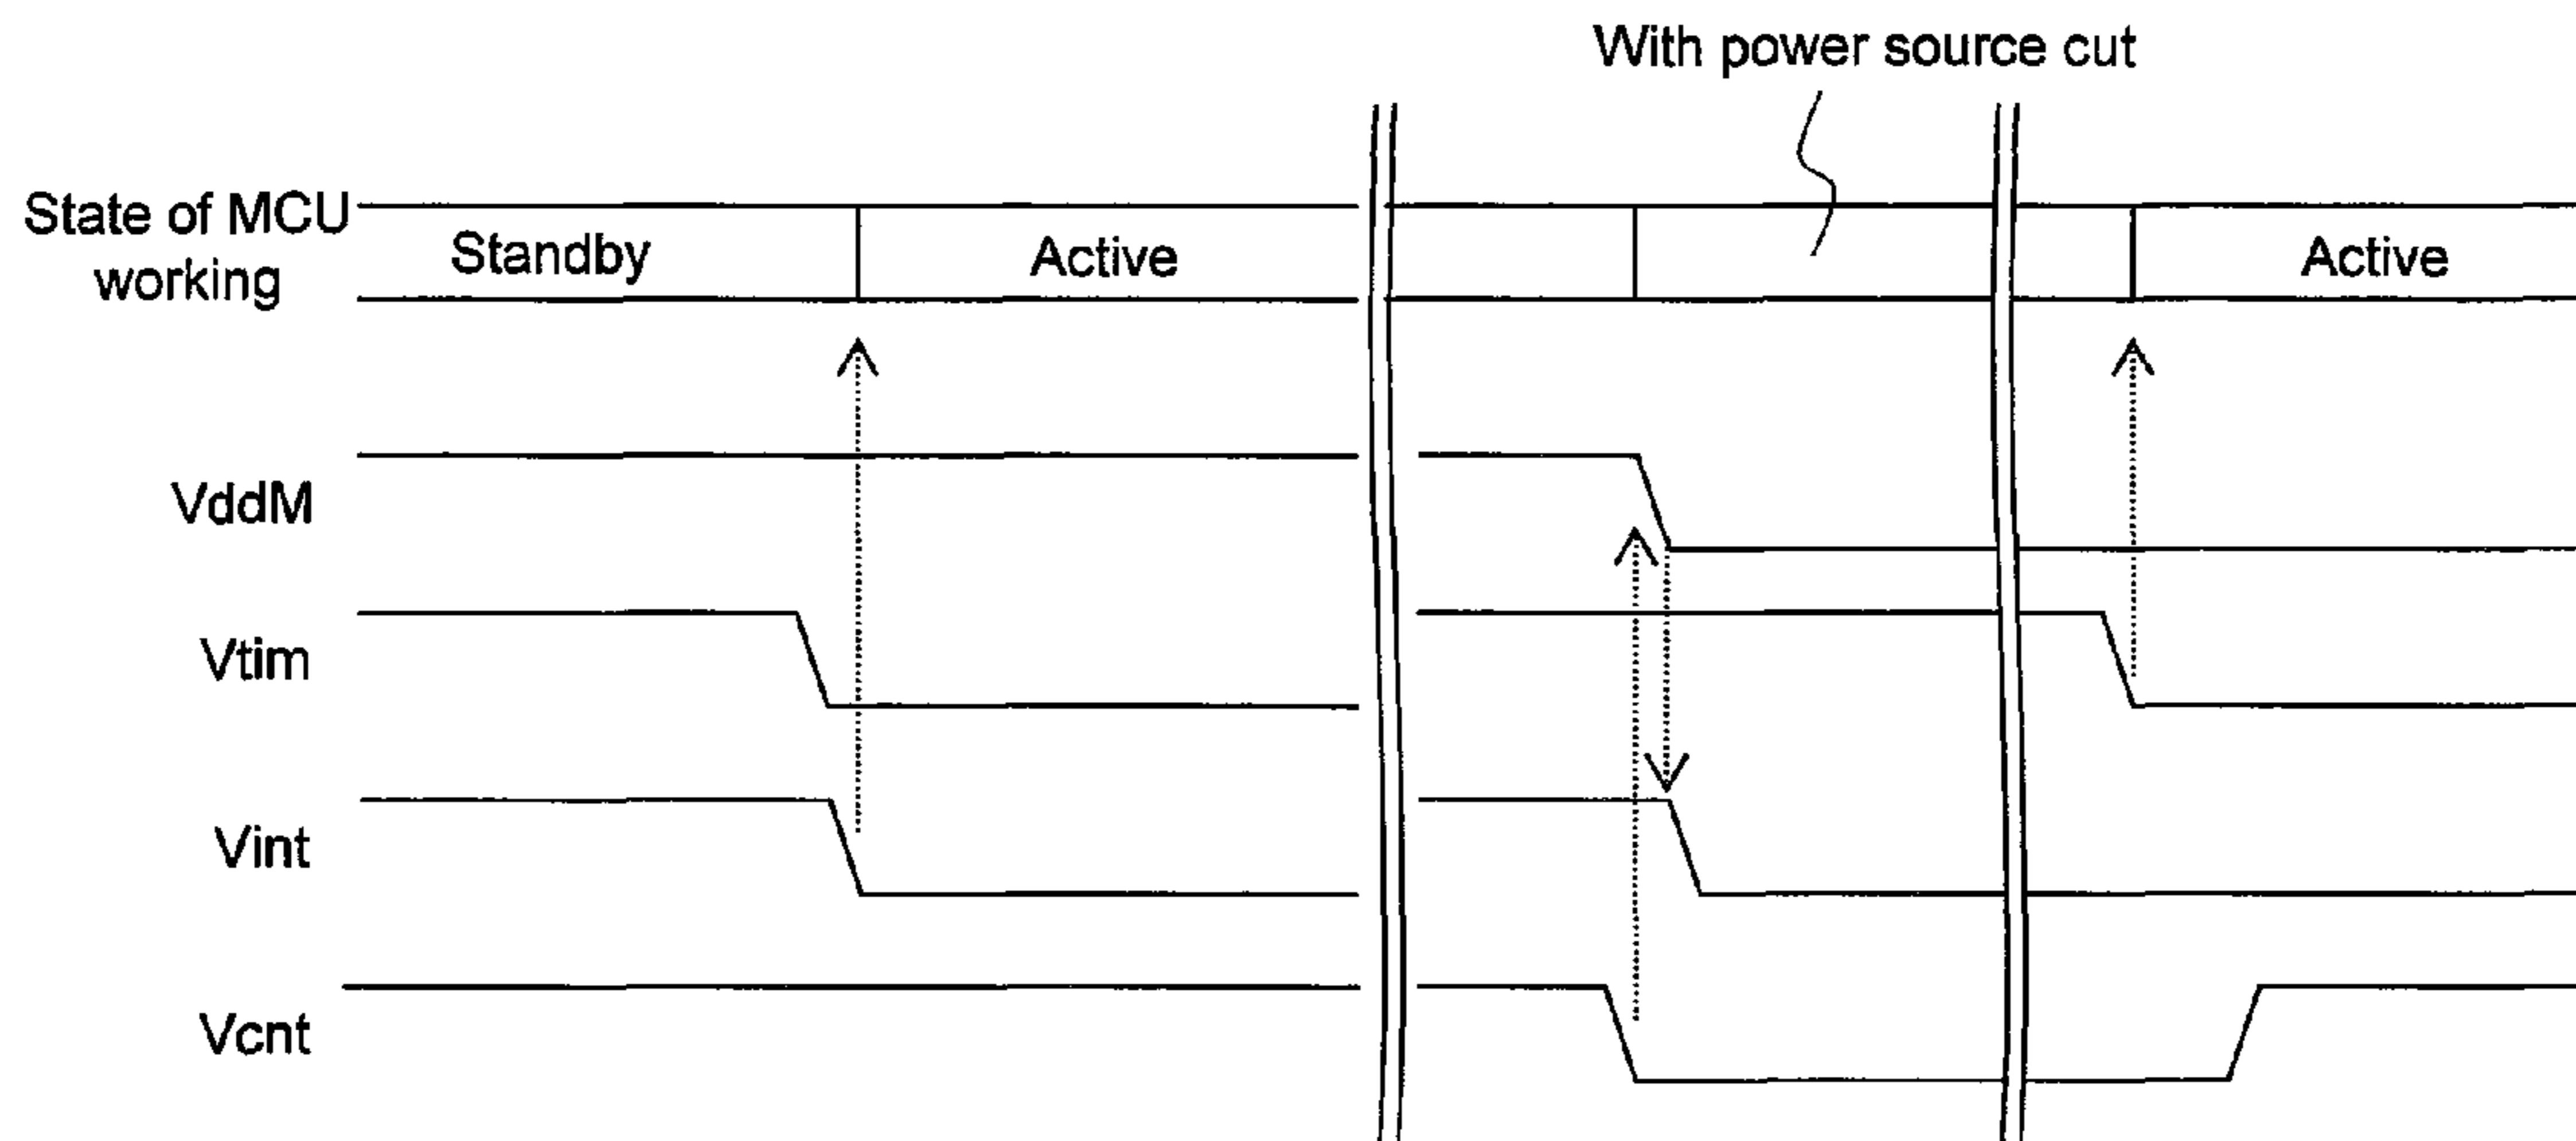 With power source cut
State of MCU
working
Standby
Active
Active
VddM
Vtim
Vint
Vcnt